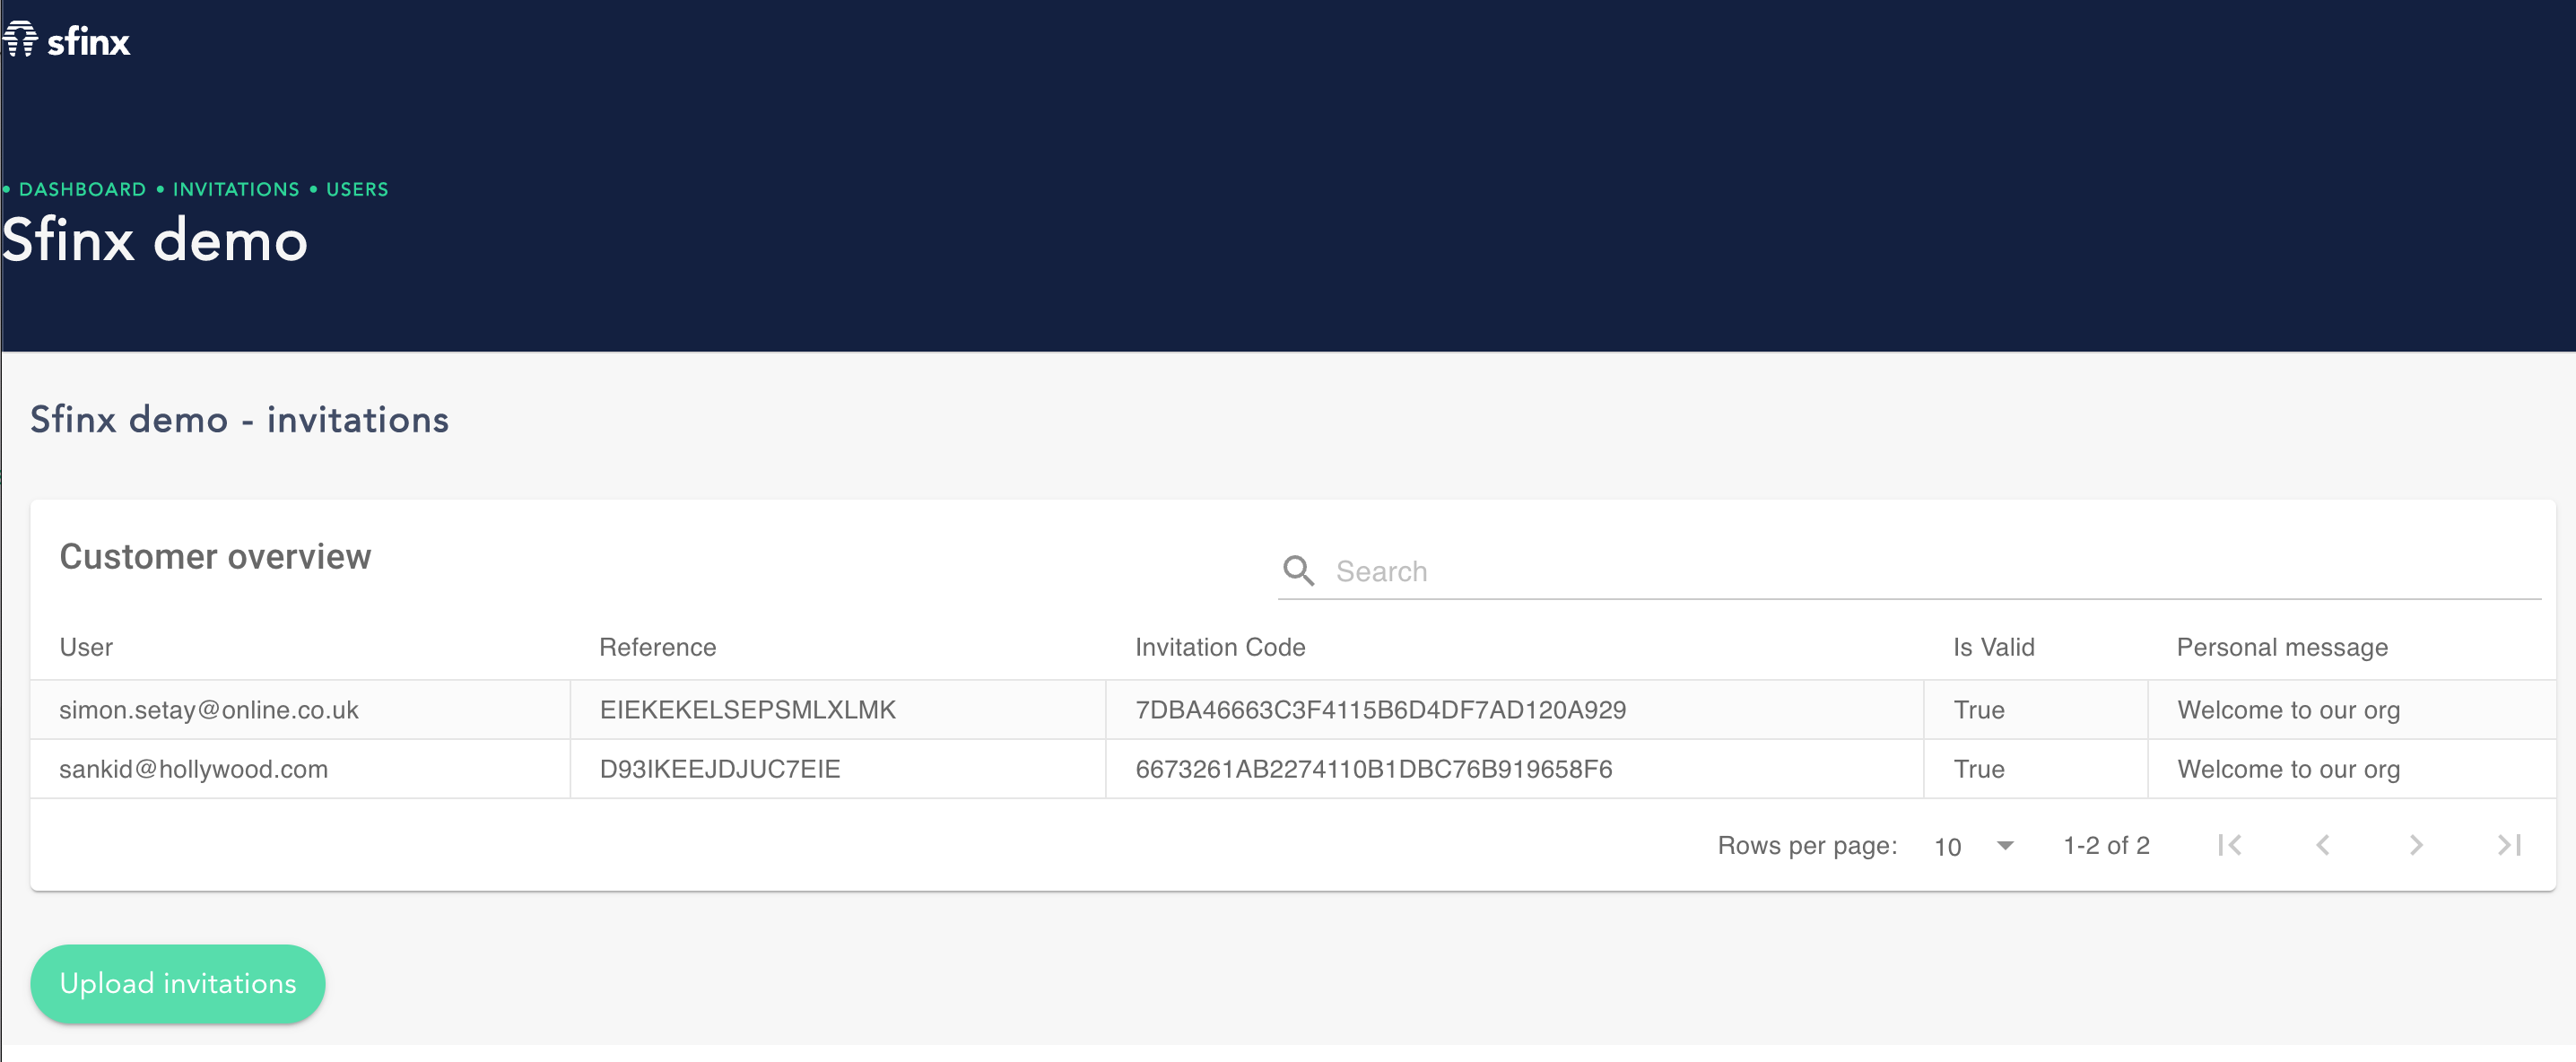 sfinx
• DASHBOARD • INVITATIONS • USERS
Sfinx demo
Sfinx demo - invitations
Customer overview
Search
User Reference Invitation Code Is Valid Personal message
simon.setay@online.co.uk EIEKEKELSEPSMLXLMK 7DBA46663C3F4115B6D4DF7AD120A929 True Welcome to our org
sankid@hollywood.com D93IKEEJDJUC7EIE 6673261AB2274110B1DBC76B919658F6 True Welcome to our org
Rows per page: 10 1-2 of 2
Upload invitations